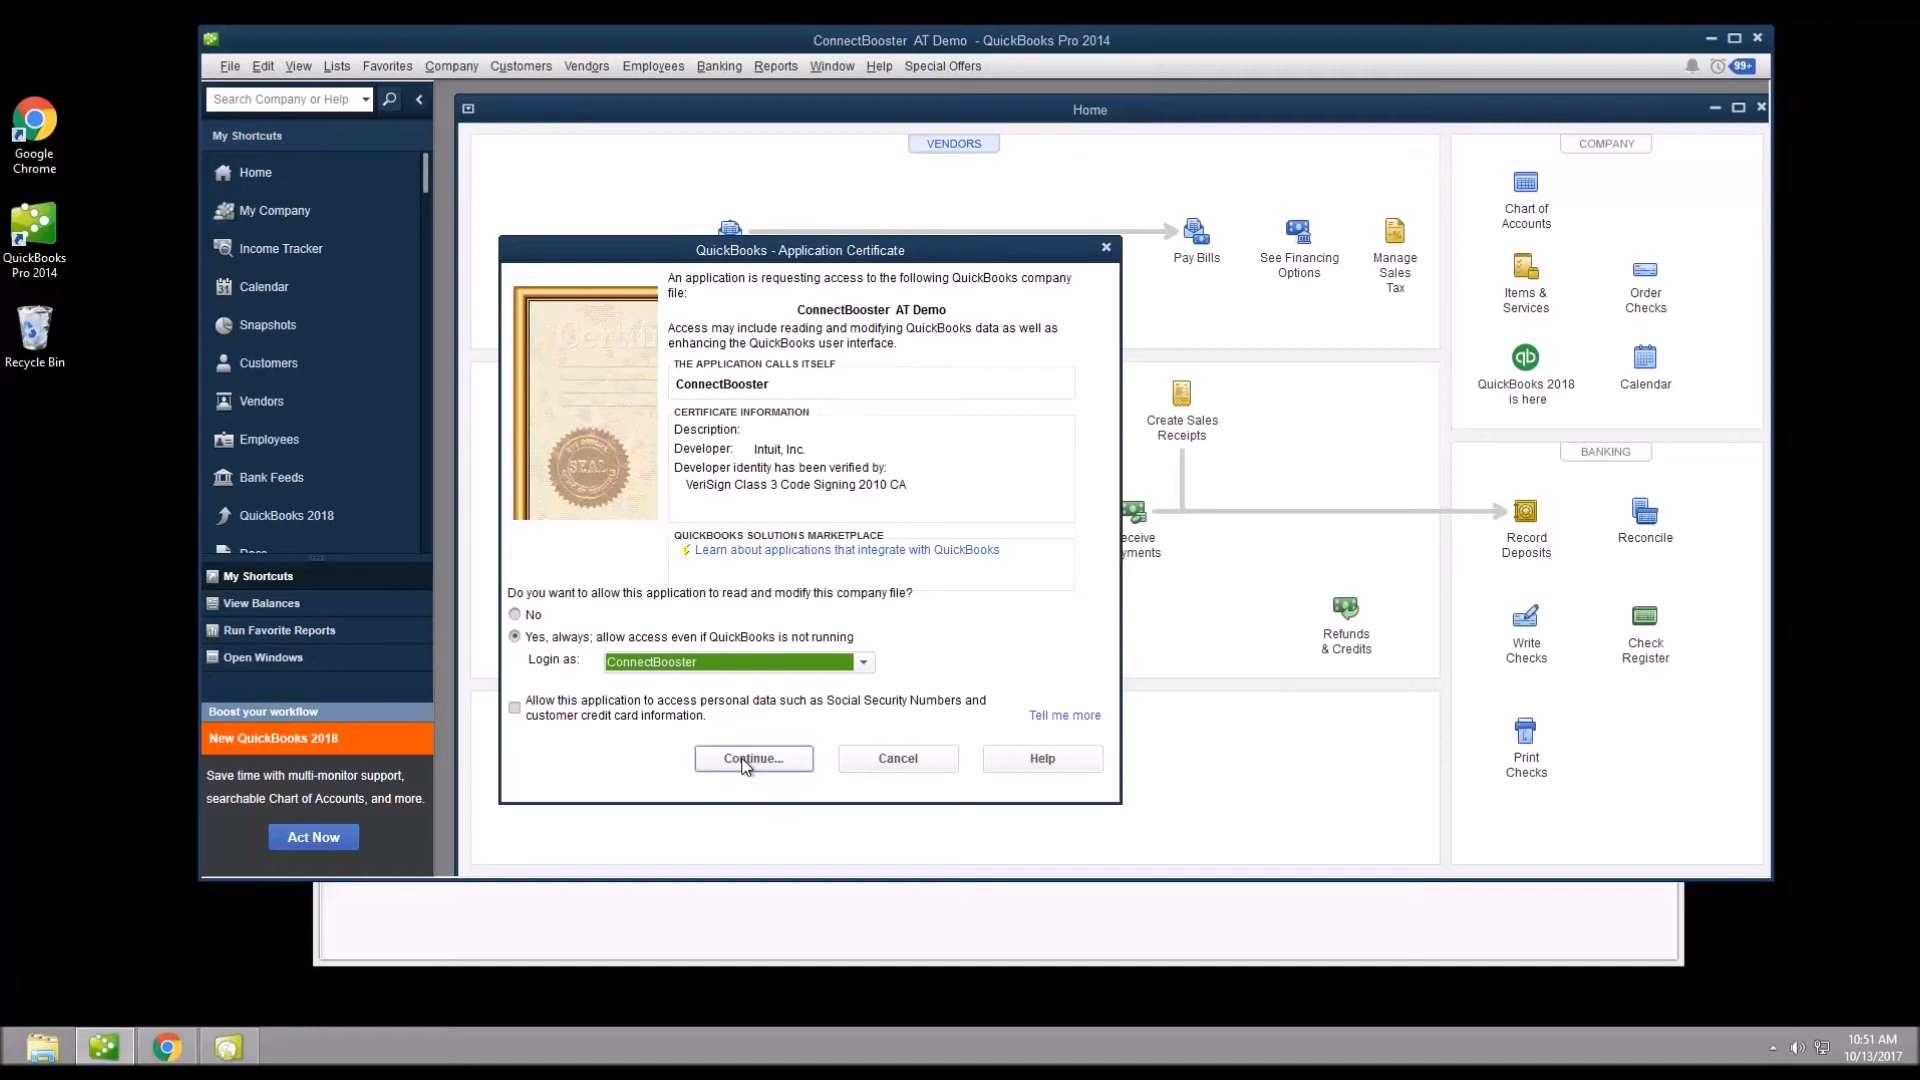 ConnectBooster AT Demo - QuickBooks Pro 2014
File Edit View Lists Favorites Company Customers Vendors Employees Banking Reports Window Help Special Offers
99+
Search Company or Help
My Shortcuts
Home
My Company
Income Tracker
Calendar
Snapshots
Customers
Vendors
Employees
Bank Feeds
QuickBooks 2018
Docs
My Shortcuts
View Balances
Run Favorite Reports
Open Windows
Boost your workflow
New QuickBooks 2018
Save time with multi-monitor support,
searchable Chart of Accounts, and more.
Act Now
Google
Chrome
QuickBooks
Pro 2014
Recycle Bin
Home
VENDORS
Pay Bills
See Financing
Options
Manage
Sales
Tax
Create Sales
Receipts
eceive
yments
Refunds
& Credits
COMPANY
Chart of
Accounts
Items &
Services
Order
Checks
QuickBooks 2018
is here
Calendar
BANKING
Record
Deposits
Reconcile
Write
Checks
Check
Register
Print
Checks
QuickBooks - Application Certificate
An application is requesting access to the following QuickBooks company
file:
ConnectBooster AT Demo
Access may include reading and modifying QuickBooks data as well as
enhancing the QuickBooks user interface.
THE APPLICATION CALLS ITSELF
ConnectBooster
CERTIFICATE INFORMATION
Description:
Developer: Intuit, Inc.
Developer identity has been verified by:
VeriSign Class 3 Code Signing 2010 CA
QUICKBOOKS SOLUTIONS MARKETPLACE
Learn about applications that integrate with QuickBooks
SEAL
Do you want to allow this application to read and modify this company file?
No
Yes, always; allow access even if QuickBooks is not running
Login as: ConnectBooster
Allow this application to access personal data such as Social Security Numbers and
customer credit card information.
Tell me more
Continue... Cancel Help
10:51 AM
10/13/2017